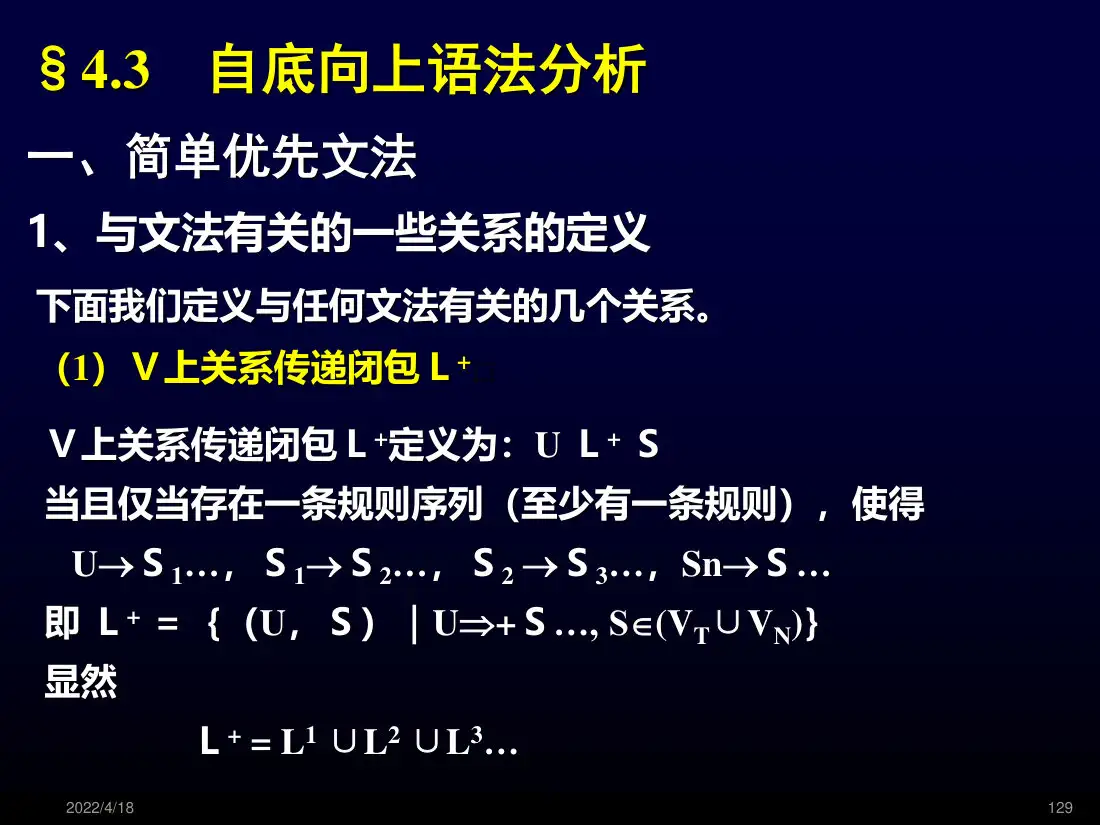 §4.3 自底向上语法分析
一、简单优先文法
1、与文法有关的一些关系的定义
下面我们定义与任何文法有关的几个关系。
（1）Ｖ上关系传递闭包Ｌ⁺
Ｖ上关系传递闭包Ｌ⁺定义为：U Ｌ⁺ Ｓ
当且仅当存在一条规则序列（至少有一条规则），使得
U→Ｓ₁…， Ｓ₁→Ｓ₂…， Ｓ₂→Ｓ₃…，Sn→Ｓ…
即 Ｌ⁺ ＝｛（U，Ｓ）｜U⇒+Ｓ…, S∈(V_T∪V_N)}
显然
Ｌ⁺ = L¹ ∪L² ∪L³…
2022/4/18
129